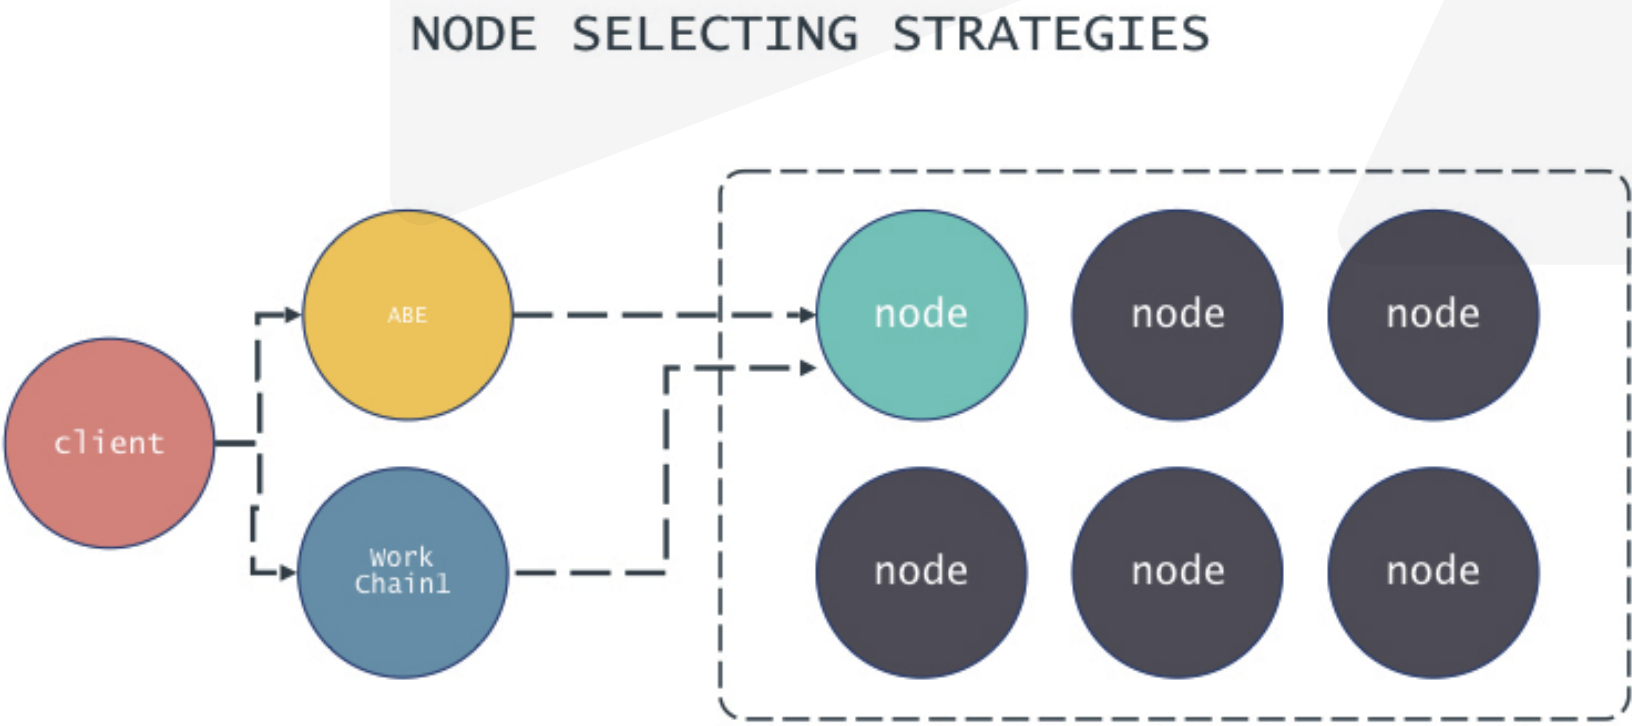 NODE SELECTING STRATEGIES
ABE
client
Work
Chain1
node
node
node
node
node
node